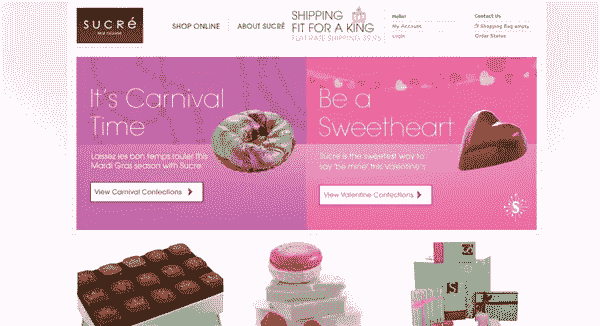 SUCRÉ
NEW ORLEANS
SHOP ONLINE
ABOUT SUCRÉ
SHIPPING
FIT FOR A KING
FLAT RATE SHIPPING $9.95
Hello!
My Account
Login
Contact Us
Shopping Bag empty
Order Status
It's Carnival
Time
Laissez les bon temps rouler this
Mardi Gras season with Sucre.
View Carnival Confections
Be a
Sweetheart
Sucre is the sweetest way to
say 'be mine' this Valentine's
View Valentine Confections
S
S